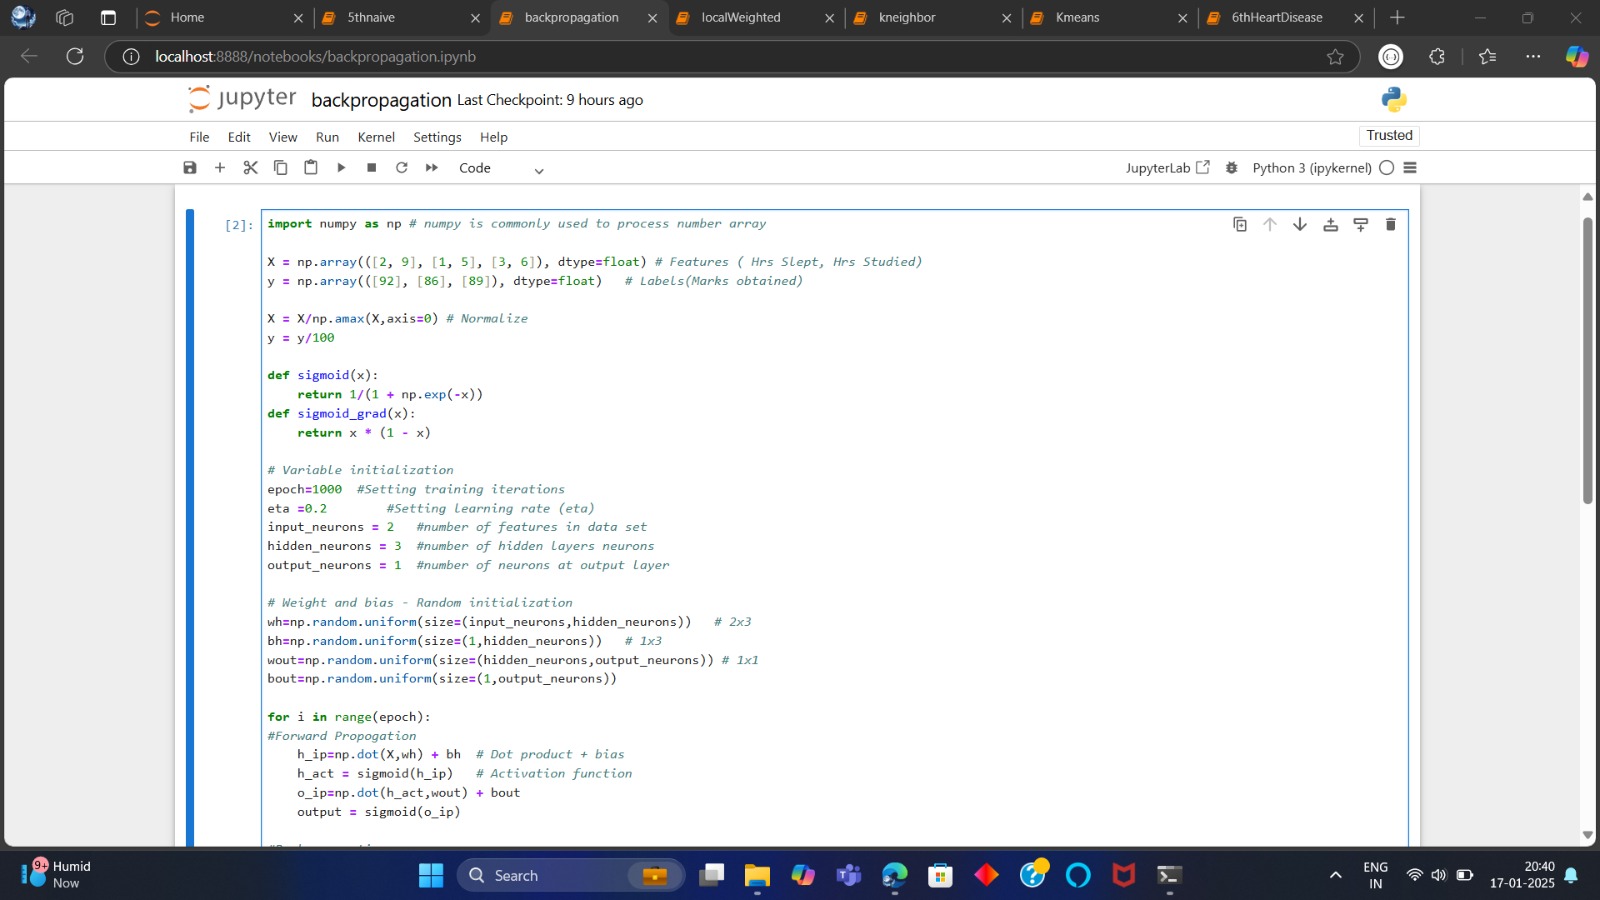 Home
5thnaive
backpropagation
localWeighted
kneighbor
Kmeans
6thHeartDisease
localhost:8888/notebooks/backpropagation.ipynb
jupyter backpropagation Last Checkpoint: 9 hours ago
File Edit View Run Kernel Settings Help
Trusted
Code
JupyterLab
Python 3 (ipykernel)
[2]:
import numpy as np # numpy is commonly used to process number array
X = np.array(([2, 9], [1, 5], [3, 6]), dtype=float) # Features ( Hrs Slept, Hrs Studied)
y = np.array(([92], [86], [89]), dtype=float)   # Labels(Marks obtained)
X = X/np.amax(X,axis=0) # Normalize
y = y/100
def sigmoid(x):
    return 1/(1 + np.exp(-x))
def sigmoid_grad(x):
    return x * (1 - x)
# Variable initialization
epoch=1000  #Setting training iterations
eta =0.2        #Setting learning rate (eta)
input_neurons = 2   #number of features in data set
hidden_neurons = 3  #number of hidden layers neurons
output_neurons = 1  #number of neurons at output layer
# Weight and bias - Random initialization
wh=np.random.uniform(size=(input_neurons,hidden_neurons))   # 2x3
bh=np.random.uniform(size=(1,hidden_neurons))   # 1x3
wout=np.random.uniform(size=(hidden_neurons,output_neurons)) # 1x1
bout=np.random.uniform(size=(1,output_neurons))
for i in range(epoch):
#Forward Propogation
    h_ip=np.dot(X,wh) + bh  # Dot product + bias
    h_act = sigmoid(h_ip)   # Activation function
    o_ip=np.dot(h_act,wout) + bout
    output = sigmoid(o_ip)
9+
Humid
Now
Search
ENG
IN
20:40
17-01-2025